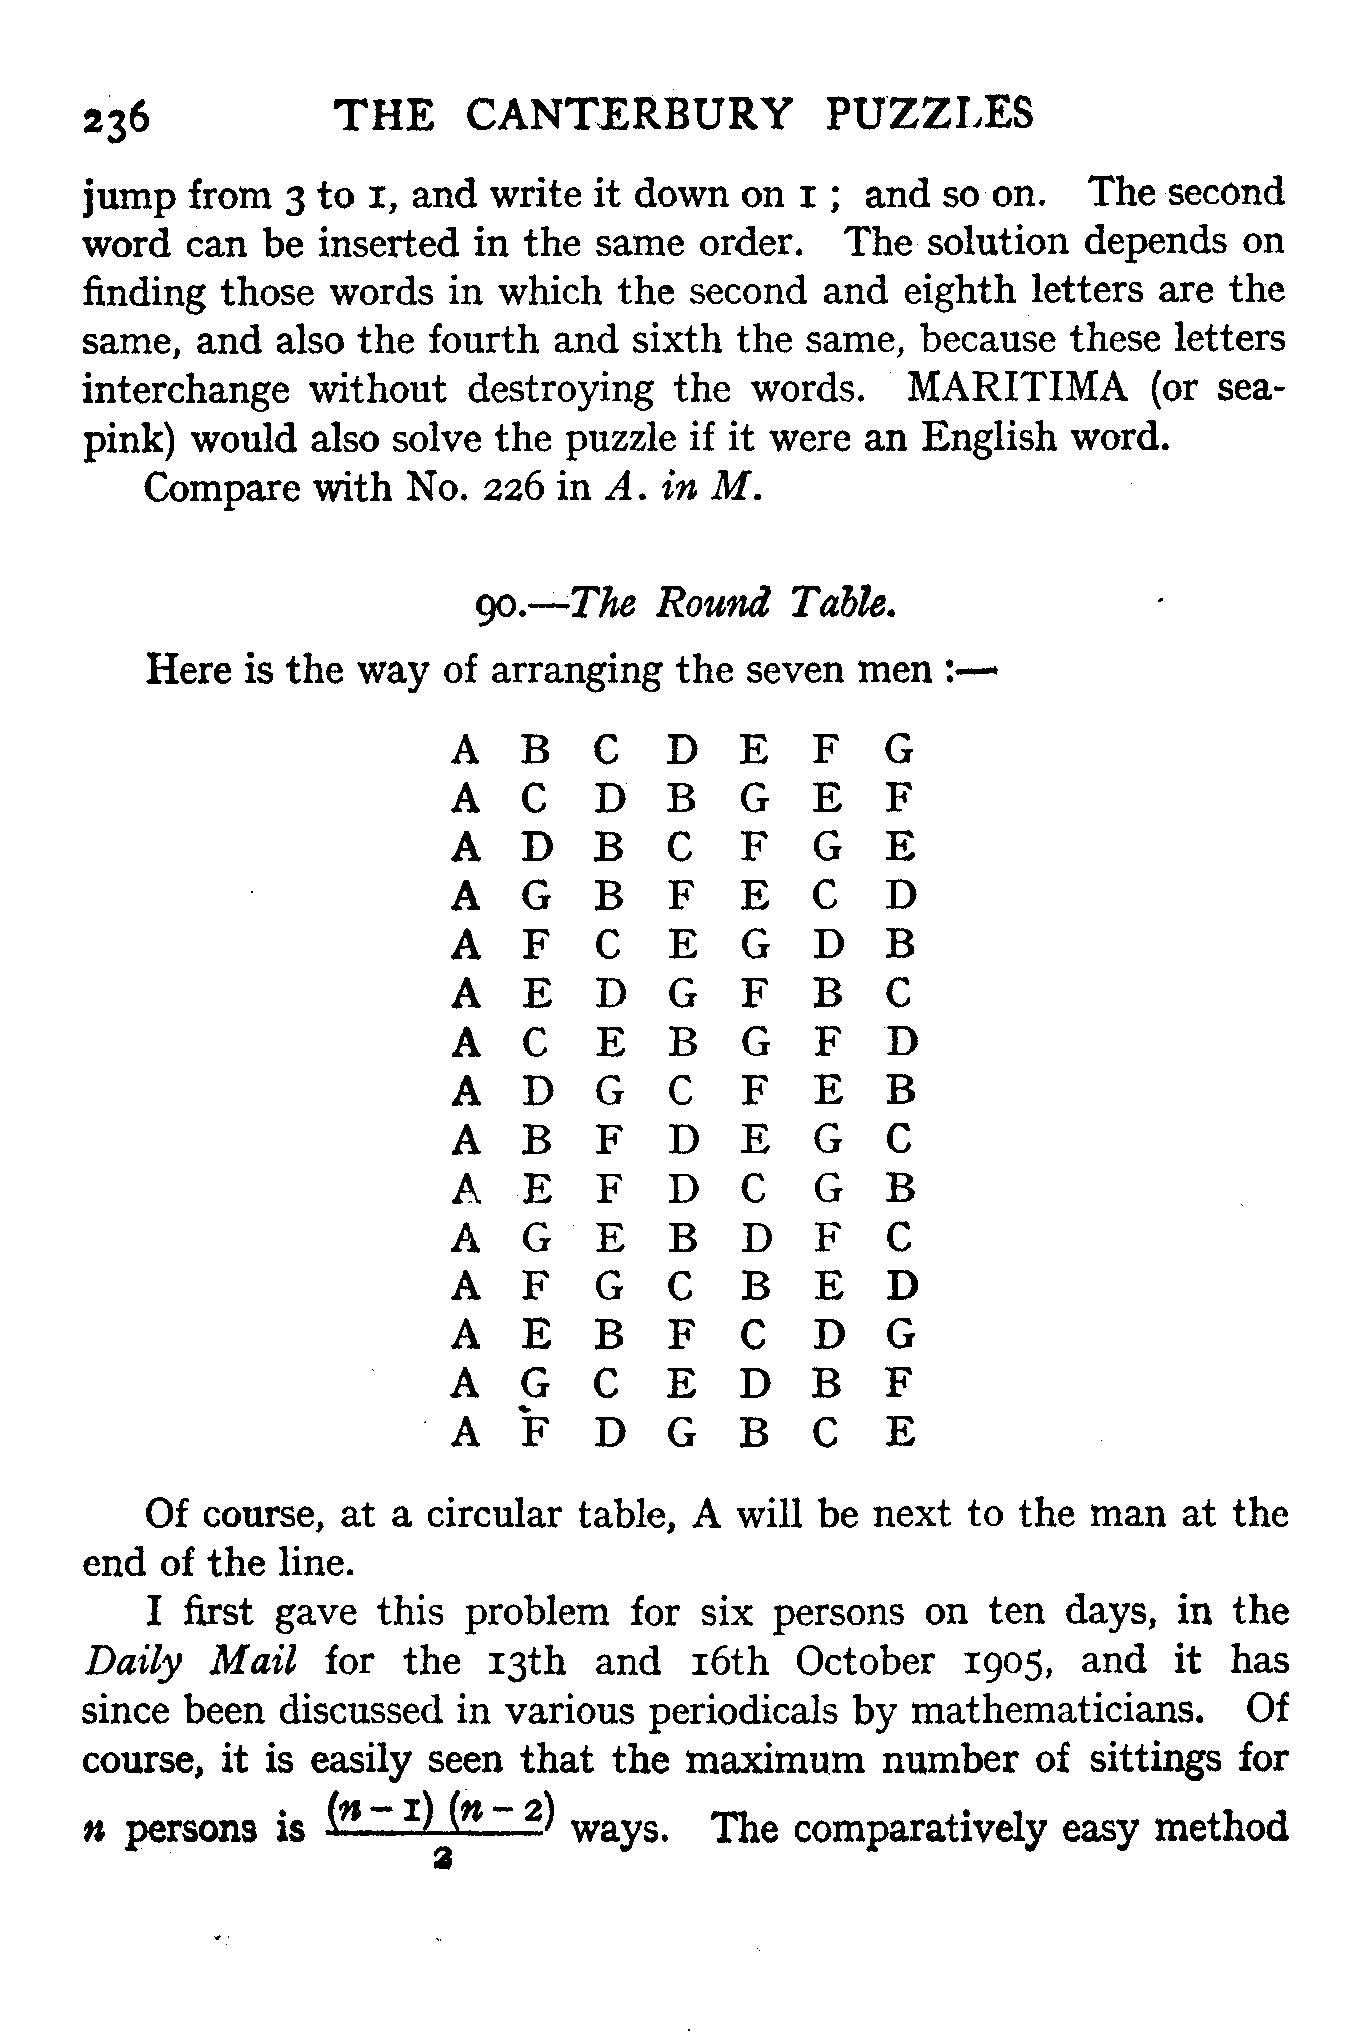 236 THE CANTERBURY PUZZLES
jump from 3 to 1, and write it down on 1 ; and so on. The second
word can be inserted in the same order. The solution depends on
finding those words in which the second and eighth letters are the
same, and also the fourth and sixth the same, because these letters
interchange without destroying the words. MARITIMA (or sea-
pink) would also solve the puzzle if it were an English word.
Compare with No. 226 in A. in M.
90.—The Round Table.
Here is the way of arranging the seven men :—
A B C D E F G
A C D B G E F
A D B C F G E
A G B F E C D
A F C E G D B
A E D G F B C
A C E B G F D
A D G C F E B
A B F D E G C
A E F D C G B
A G E B D F C
A F G C B E D
A E B F C D G
A G C E D B F
A F D G B C E
Of course, at a circular table, A will be next to the man at the
end of the line.
I first gave this problem for six persons on ten days, in the
Daily Mail for the 13th and 16th October 1905, and it has
since been discussed in various periodicals by mathematicians. Of
course, it is easily seen that the maximum number of sittings for
n persons is (n − 1) (n − 2) / 2 ways. The comparatively easy method